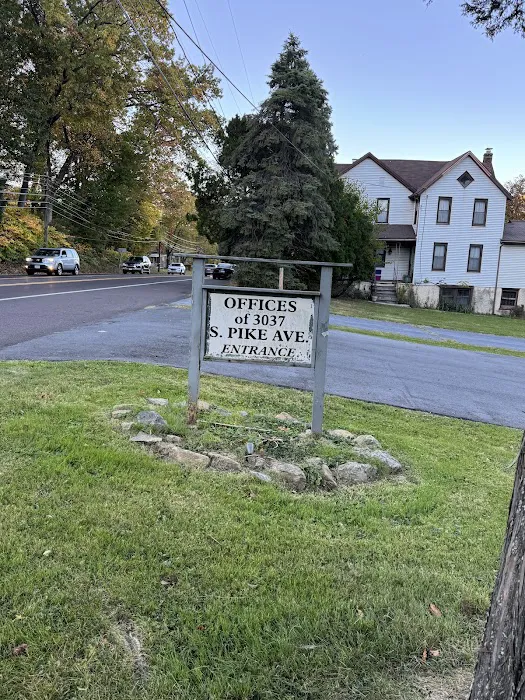 OFFICES
of 3037
S. PIKE AVE.
ENTRANCE